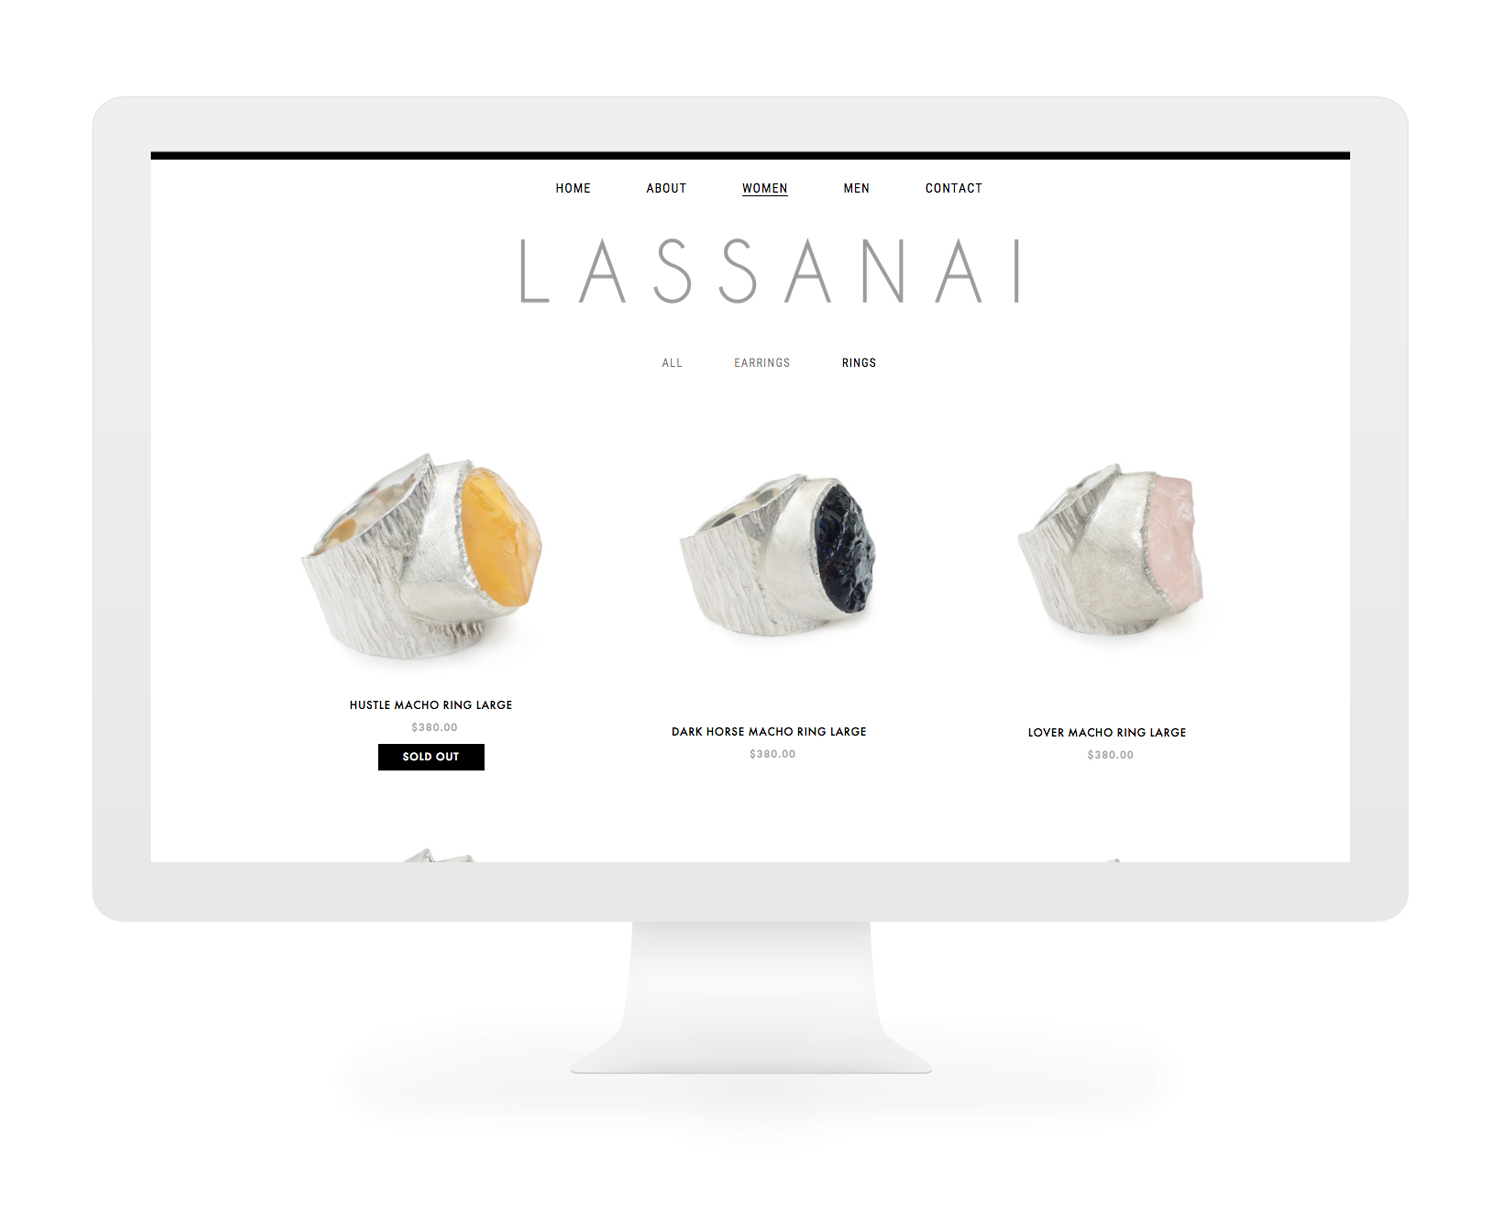 HOME ABOUT WOMEN MEN CONTACT
LASSANAI
ALL EARRINGS RINGS
HUSTLE MACHO RING LARGE
$380.00
SOLD OUT
DARK HORSE MACHO RING LARGE
$380.00
LOVER MACHO RING LARGE
$380.00